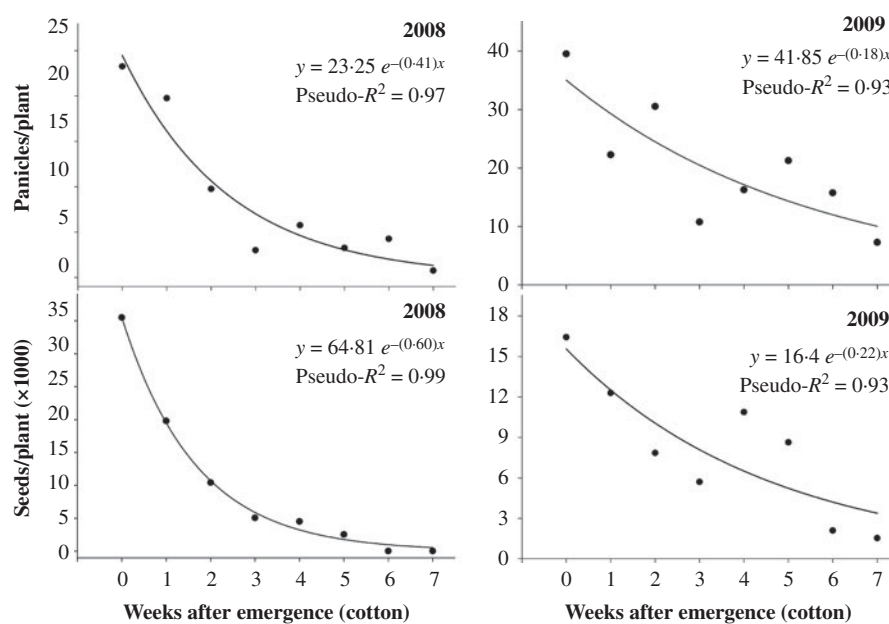 2008
y = 23·25 e–(0·41)x
Pseudo-R² = 0·97
Panicles/plant
20
15
10
5
0
2009
y = 41·85 e–(0·18)x
Pseudo-R² = 0·93
40
30
20
10
0
2008
y = 64·81 e–(0·60)x
Pseudo-R² = 0·99
Seeds/plant (×1000)
35
30
25
20
15
10
5
0
0 1 2 3 4 5 6 7
Weeks after emergence (cotton)
2009
y = 16·4 e–(0·22)x
Pseudo-R² = 0·93
18
15
12
9
6
3
0
0 1 2 3 4 5 6 7
Weeks after emergence (cotton)